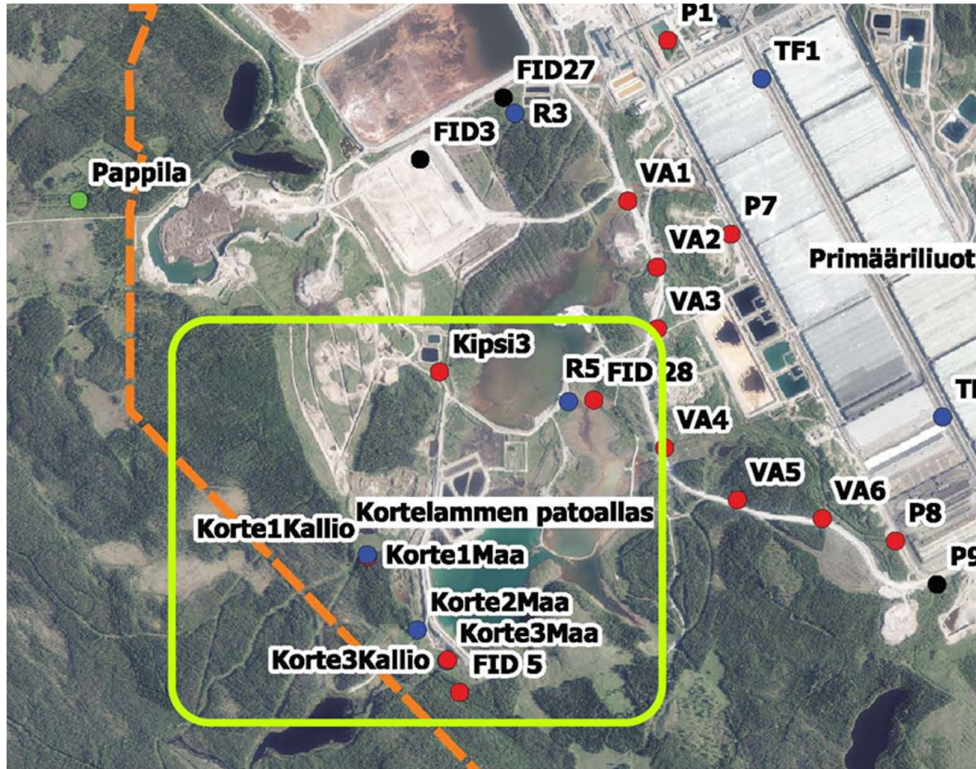 P1
TF1
FID27
R3
FID3
Pappila
VA1
P7
VA2
Primääriliuot
VA3
Kipsi3
R5 FID 28
VA4
VA5
VA6
Kortelammen patoallas
Korte1Kallio
P8
Korte1Maa
P9
Korte2Maa
Korte3Maa
Korte3Kallio
FID 5